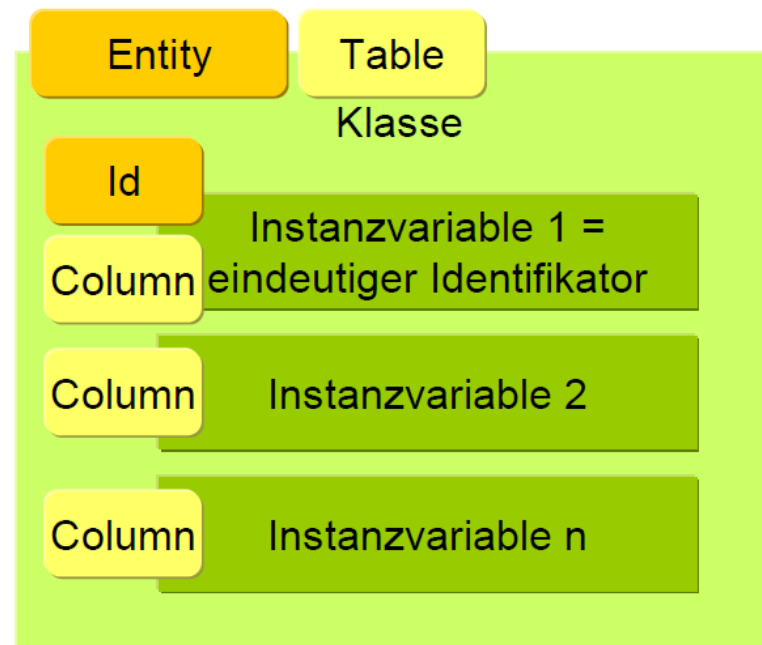 Entity
Table
Klasse
Id
Instanzvariable 1 =
Column
eindeutiger Identifikator
Column
Instanzvariable 2
Column
Instanzvariable n